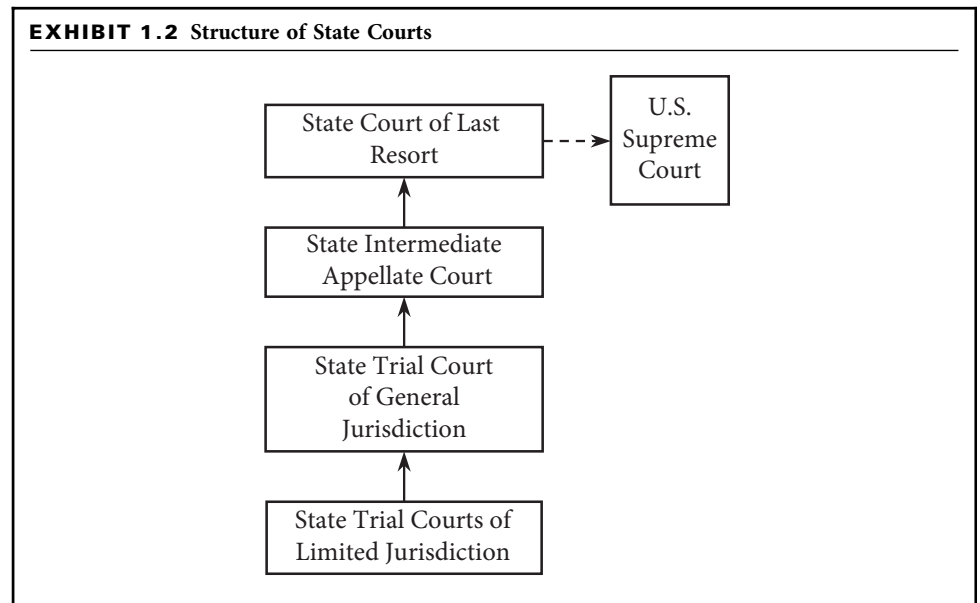 EXHIBIT 1.2 Structure of State Courts
State Court of Last
Resort
U.S.
Supreme
Court
State Intermediate
Appellate Court
State Trial Court
of General
Jurisdiction
State Trial Courts of
Limited Jurisdiction